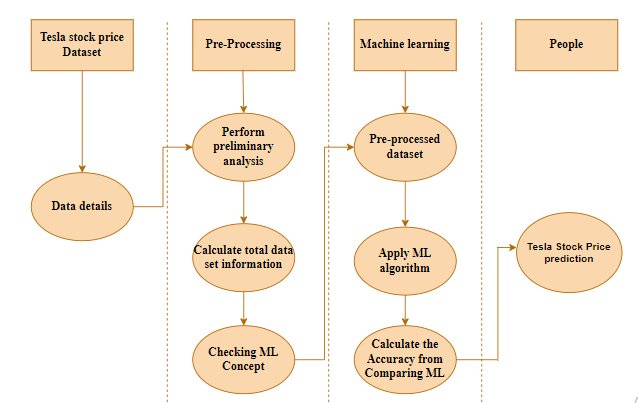 Tesla stock price
Dataset
Pre-Processing
Machine learning
People
Perform
preliminary
analysis
Pre-processed
dataset
Data details
Calculate total data
set information
Apply ML
algorithm
Tesla Stock Price
prediction
Checking ML
Concept
Calculate the
Accuracy from
Comparing ML